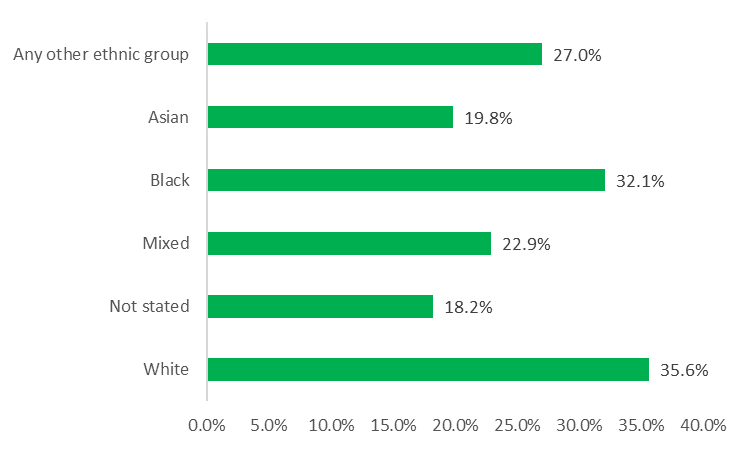 Any other ethnic group 27.0%
Asian 19.8%
Black 32.1%
Mixed 22.9%
Not stated 18.2%
White 35.6%
0.0% 5.0% 10.0% 15.0% 20.0% 25.0% 30.0% 35.0% 40.0%